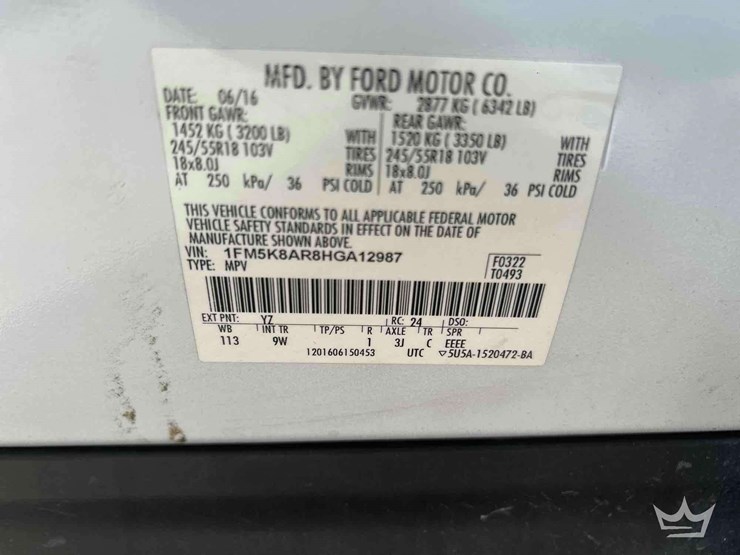 MFD. BY FORD MOTOR CO.
DATE: 06/16 GVWR: 2877 KG ( 6342 LB)
FRONT GAWR: REAR GAWR:
1452 KG ( 3200 LB) WITH 1520 KG ( 3350 LB) WITH
245/55R18 103V TIRES 245/55R18 103V TIRES
18x8.0J RIMS 18x8.0J RIMS
AT 250 kPa/ 36 PSI COLD AT 250 kPa/ 36 PSI COLD
THIS VEHICLE CONFORMS TO ALL APPLICABLE FEDERAL MOTOR
VEHICLE SAFETY STANDARDS IN EFFECT ON THE DATE OF
MANUFACTURE SHOWN ABOVE.
VIN: 1FM5K8AR8HGA12987 F0322
TYPE: MPV T0493
EXT PNT: YZ RC: 24 DSO:
WB INT TR TP/PS R AXLE TR SPR
113 9W 1 3J C EEEE
1201606150453 UTC ▽5U5A-1520472-BA